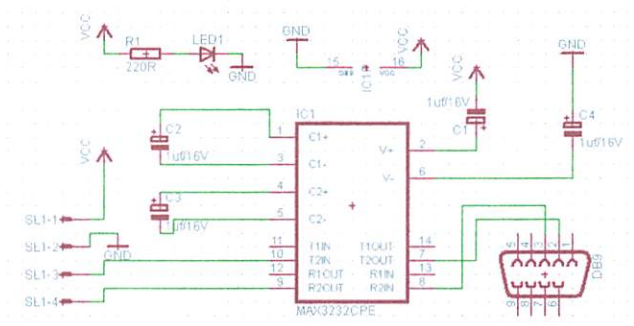 VCC
R1
220R
LED1
GND
GND
15
GND
IC1
VCC
16
VCC
VCC
1uf/16V
C1
GND
C4
1uf/16V
IC1
C2
1uf/16V
C3
1uf/16V
VCC
GND
SL1-1
SL1-2
SL1-3
SL1-4
1 C1+
3 C1-
4 C2+
5 C2-
11 T1IN
10 T2IN
12 R1OUT
9 R2OUT
V+ 2
V- 6
T1OUT 14
T2OUT 7
R1IN 13
R2IN 8
MAX3232CPE
5 4 3 2 1
9 8 7 6
DB9